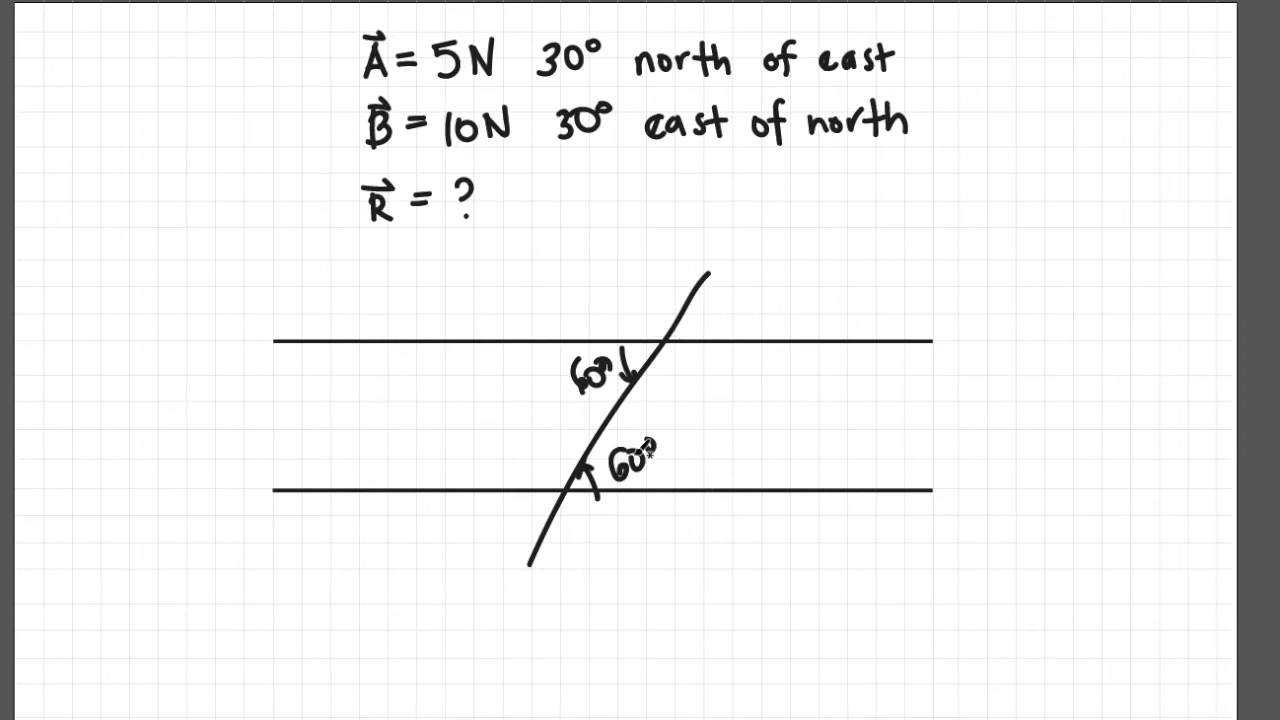 A⃗ = 5N 30° north of east
B⃗ = 10N 30° east of north
R⃗ = ?
60°
60°